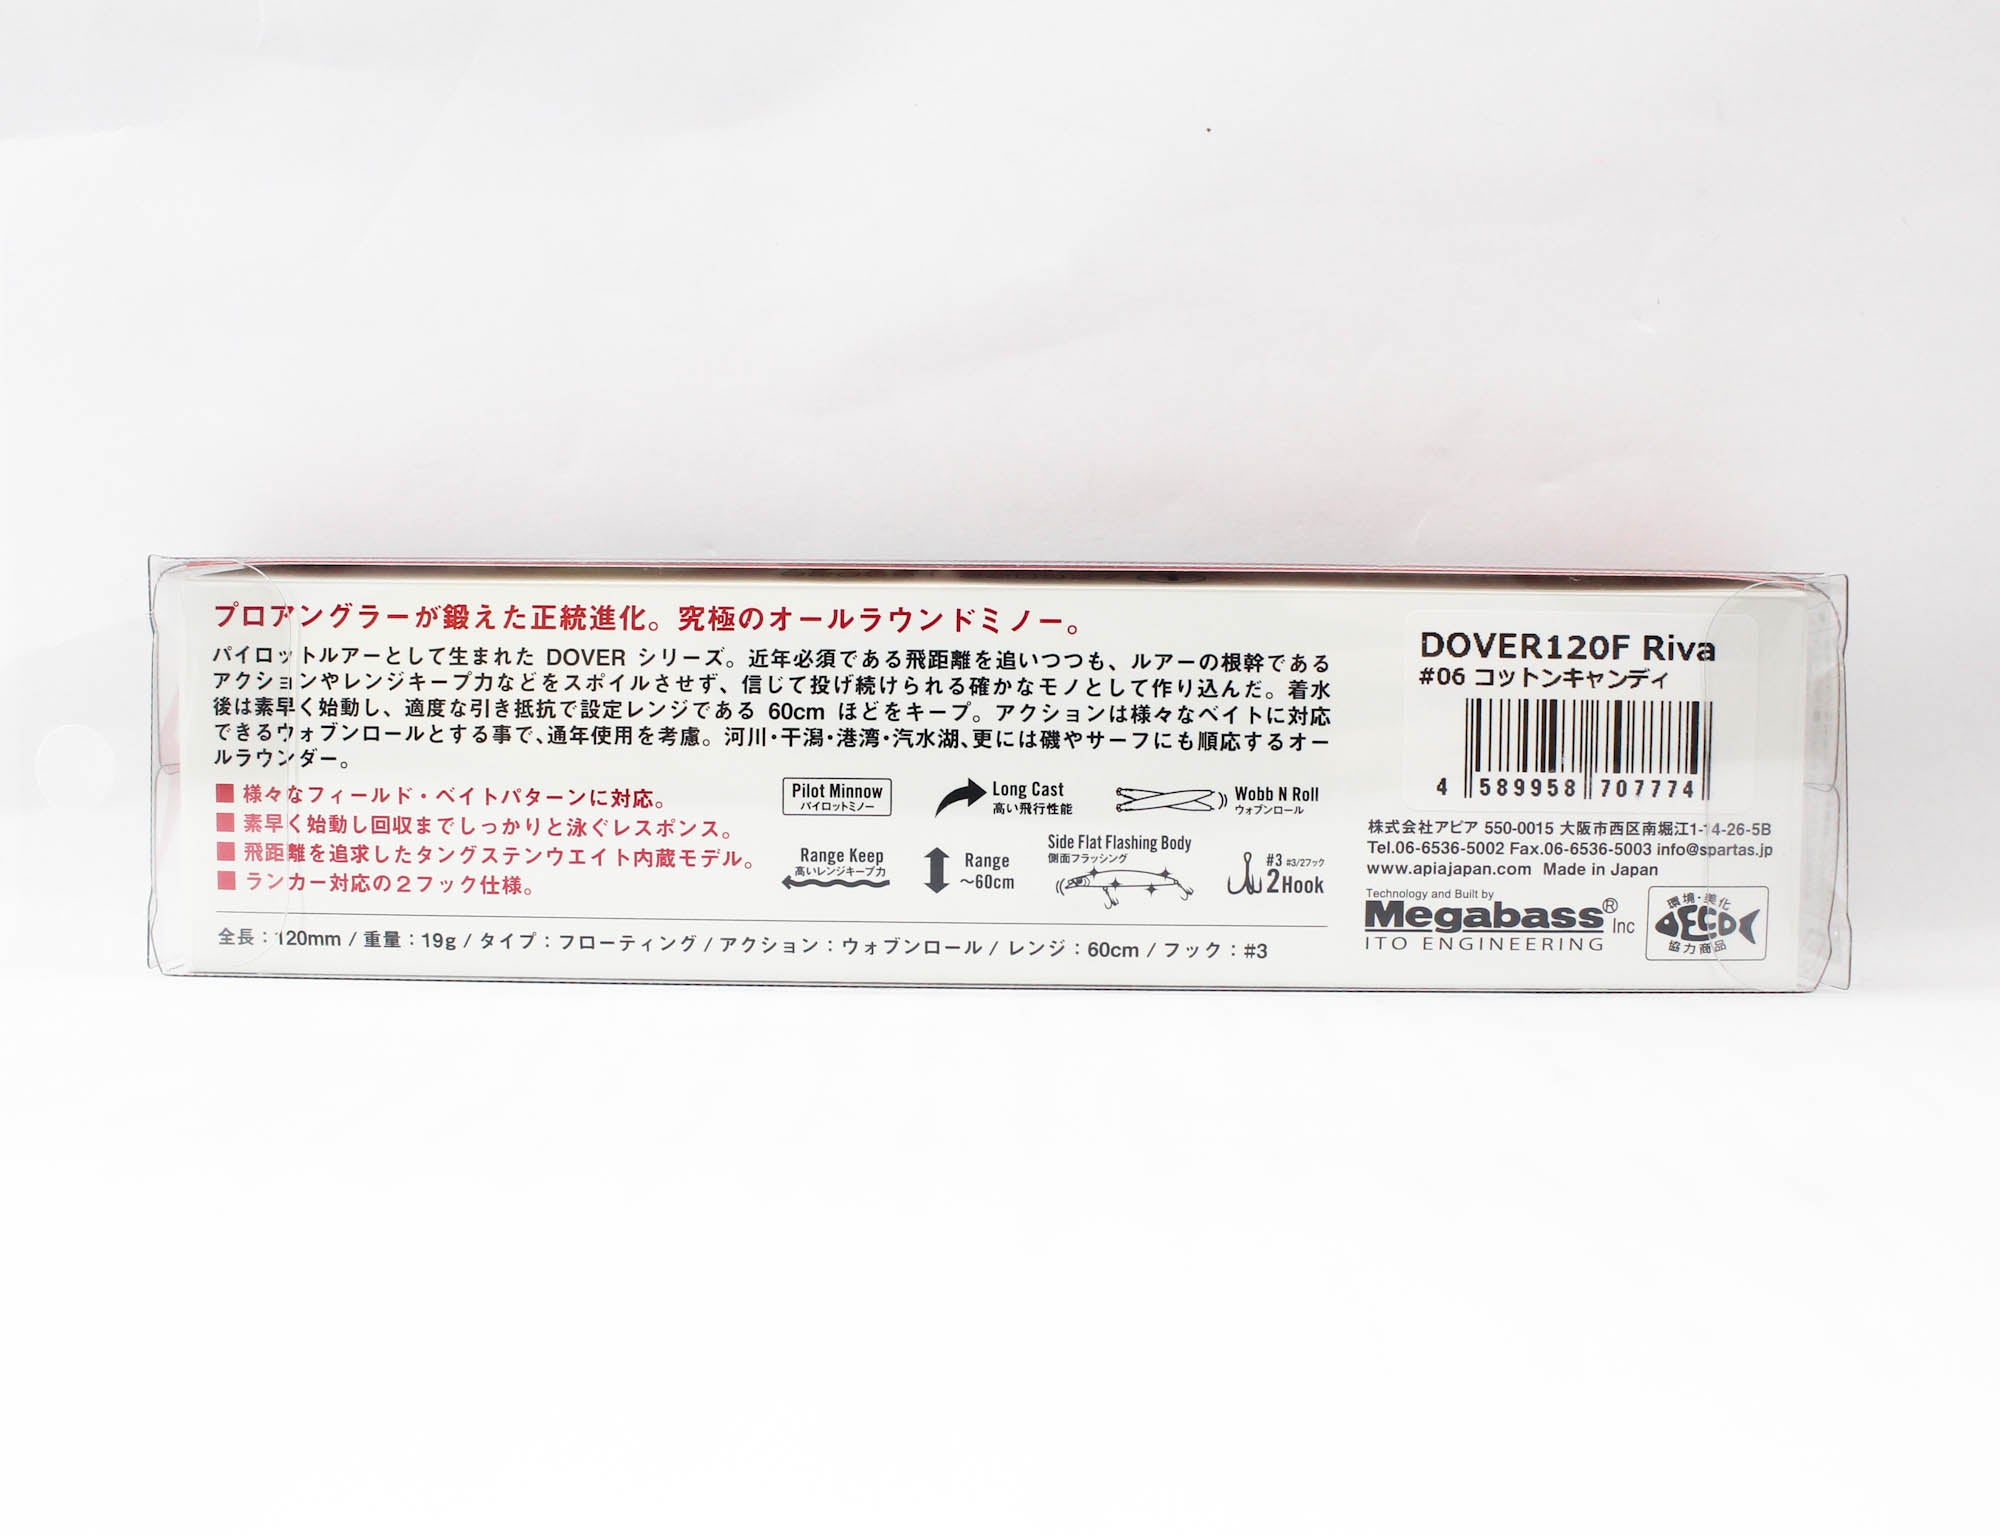 プロアングラーが鍛えた正統進化。究極のオールラウンドミノー。
パイロットルアーとして生まれた DOVER シリーズ。近年必須である飛距離を追いつつも、ルアーの根幹である
アクションやレンジキープ力などをスポイルさせず、信じて投げ続けられる確かなモノとして作り込んだ。着水
後は素早く始動し、適度な引き抵抗で設定レンジである 60cm ほどをキープ。アクションは様々なベイトに対応
できるウォブンロールとする事で、通年使用を考慮。河川・干潟・港湾・汽水湖、更には磯やサーフにも順応するオー
ルラウンダー。
■ 様々なフィールド・ベイトパターンに対応。
■ 素早く始動し回収までしっかりと泳ぐレスポンス。
■ 飛距離を追求したタングステンウエイト内蔵モデル。
■ ランカー対応の2フック仕様。
Pilot Minnow
パイロットミノー
Long Cast
高い飛行性能
Wobb N Roll
ウォブンロール
Range Keep
高いレンジキープ力
Range
～60cm
Side Flat Flashing Body
側面フラッシング
#3 #3/2フック
2Hook
全長：120mm / 重量：19g / タイプ：フローティング / アクション：ウォブンロール / レンジ：60cm / フック：#3
DOVER120F Riva
#06 コットンキャンディ
4 589958 707774
株式会社アピア 550-0015 大阪市西区南堀江1-14-26-5B
Tel.06-6536-5002 Fax.06-6536-5003 info@spartas.jp
www.apiajapan.com Made in Japan
Technology and Built by
Megabass® Inc
ITO ENGINEERING
環境・美化
DECO
協力商品